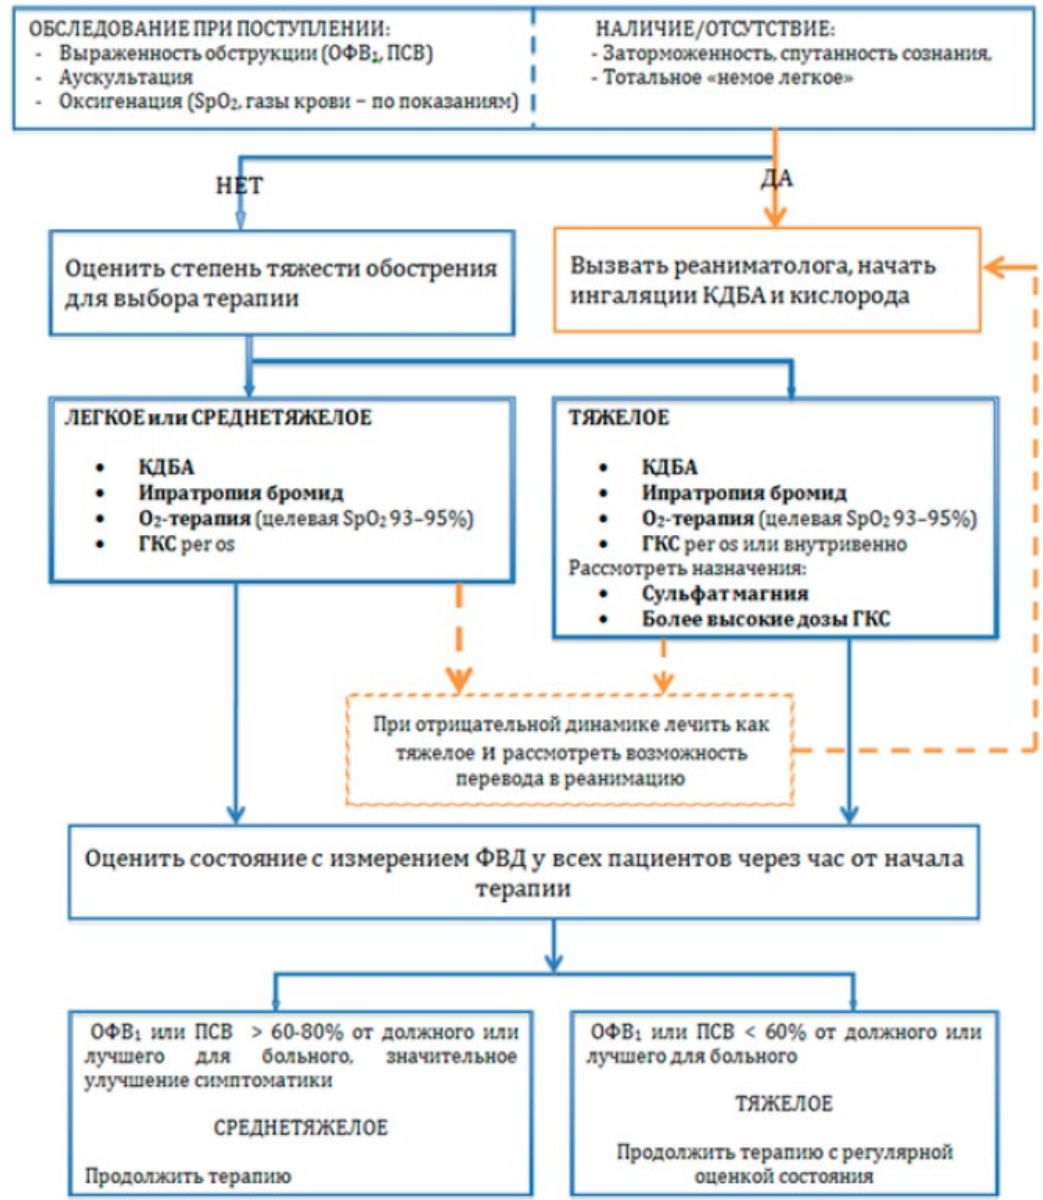 ОБСЛЕДОВАНИЕ ПРИ ПОСТУПЛЕНИИ:
- Выраженность обструкции (ОФВ₁, ПСВ)
- Аускультация
- Оксигенация (SpO₂, газы крови – по показаниям)
НАЛИЧИЕ/ОТСУТСТВИЕ:
- Заторможенность, спутанность сознания,
- Тотальное «немое легкое»
НЕТ
ДА
Оценить степень тяжести обострения
для выбора терапии
Вызвать реаниматолога, начать
ингаляции КДБА и кислорода
ЛЕГКОЕ или СРЕДНЕТЯЖЕЛОЕ
• КДБА
• Ипратропия бромид
• О₂-терапия (целевая SpO₂ 93–95%)
• ГКС per os
ТЯЖЕЛОЕ
• КДБА
• Ипратропия бромид
• О₂-терапия (целевая SpO₂ 93–95%)
• ГКС per os или внутривенно
Рассмотреть назначения:
• Сульфат магния
• Более высокие дозы ГКС
При отрицательной динамике лечить как
тяжелое И рассмотреть возможность
перевода в реанимацию
Оценить состояние с измерением ФВД у всех пациентов через час от начала
терапии
ОФВ₁ или ПСВ > 60-80% от должного или
лучшего для больного, значительное
улучшение симптоматики
СРЕДНЕТЯЖЕЛОЕ
Продолжить терапию
ОФВ₁ или ПСВ < 60% от должного или
лучшего для больного
ТЯЖЕЛОЕ
Продолжить терапию с регулярной
оценкой состояния